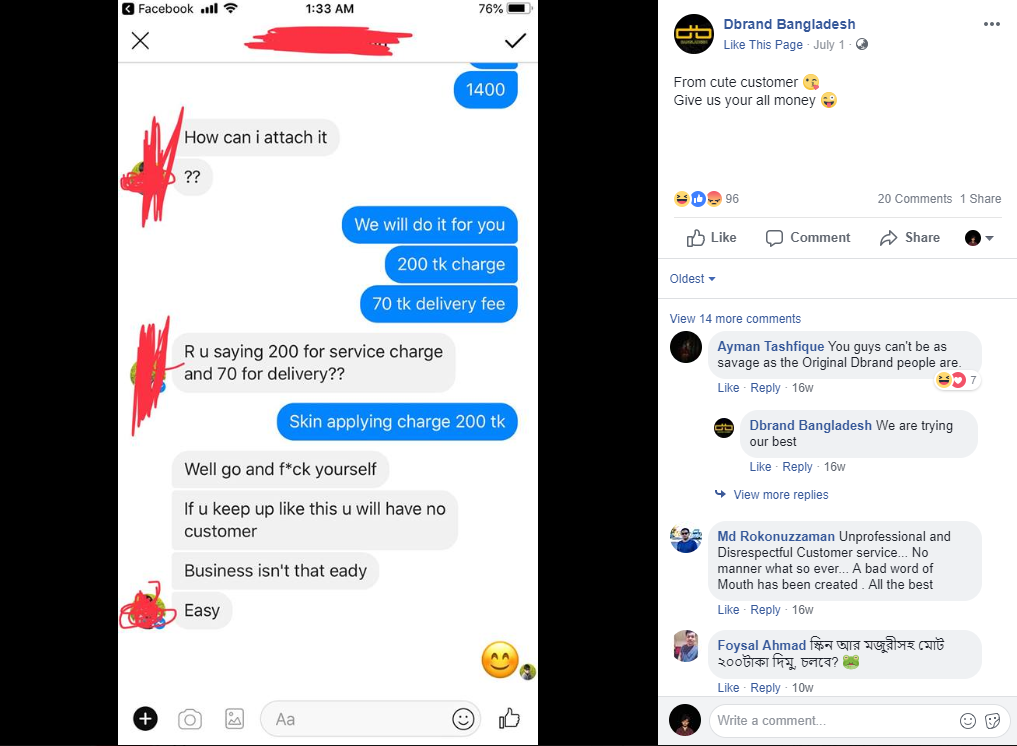 Facebook
1:33 AM
76%
1400
How can i attach it
??
We will do it for you
200 tk charge
70 tk delivery fee
R u saying 200 for service charge
and 70 for delivery??
Skin applying charge 200 tk
Well go and f*ck yourself
If u keep up like this u will have no
customer
Business isn't that eady
Easy
Aa
Dbrand Bangladesh
Like This Page · July 1 ·
From cute customer 😘
Give us your all money 😜
96
20 Comments 1 Share
Like Comment Share
Oldest
View 14 more comments
Ayman Tashfique You guys can't be as
savage as the Original Dbrand people are.
7
Like · Reply · 16w
Dbrand Bangladesh We are trying
our best
Like · Reply · 16w
View more replies
Md Rokonuzzaman Unprofessional and
Disrespectful Customer service... No
manner what so ever... A bad word of
Mouth has been created . All the best
Like · Reply · 16w
Foysal Ahmad স্কিন আর মজুরীসহ মোট
২০০টাকা দিমু, চলবে? 🐸
Like · Reply · 10w
Write a comment...